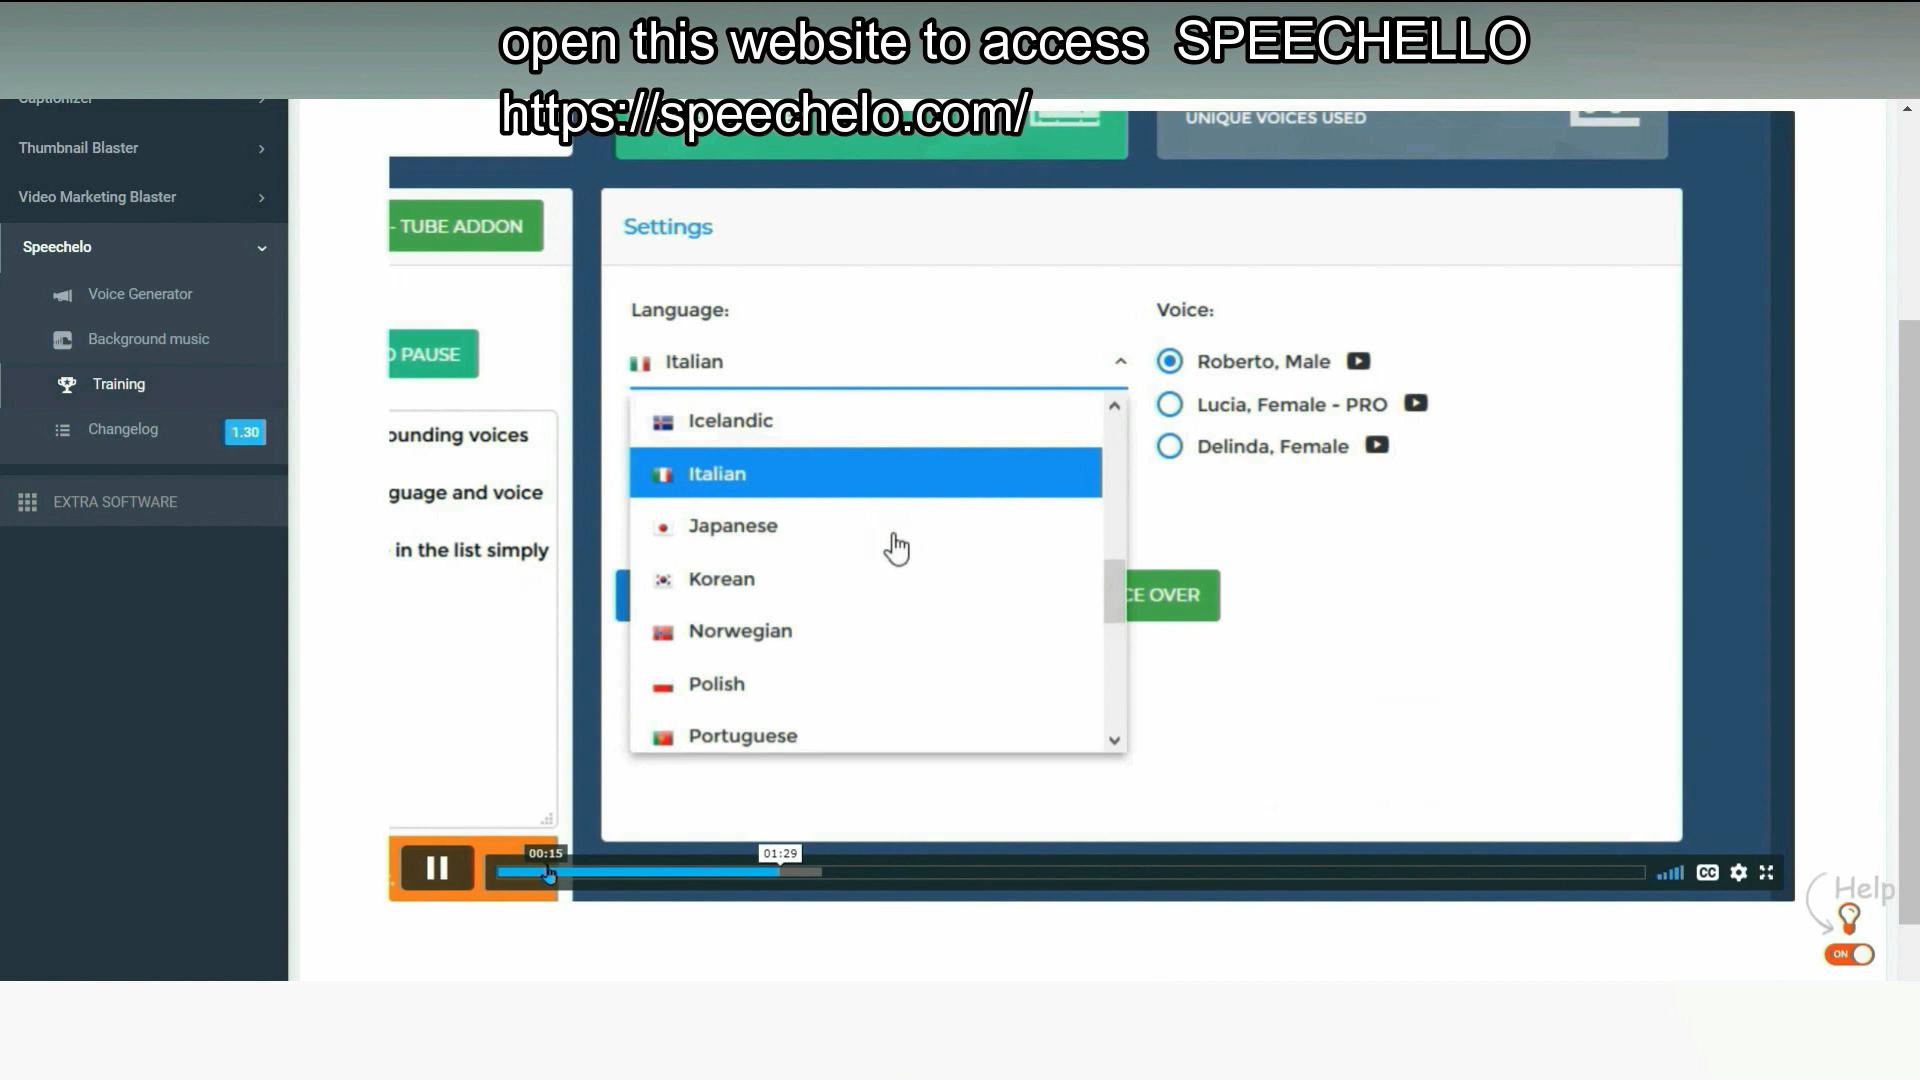 open this website to access SPEECHELLO
https://speechelo.com/
Captionizer
Thumbnail Blaster
Video Marketing Blaster
Speechelo
Voice Generator
Background music
Training
Changelog
1.30
EXTRA SOFTWARE
UNIQUE VOICES USED
- TUBE ADDON
PAUSE
ounding voices
guage and voice
in the list simply
Settings
Language:
Italian
Icelandic
Italian
Japanese
Korean
Norwegian
Polish
Portuguese
Voice:
Roberto, Male
Lucia, Female - PRO
Delinda, Female
CE OVER
00:15
01:29
CC
Help
ON